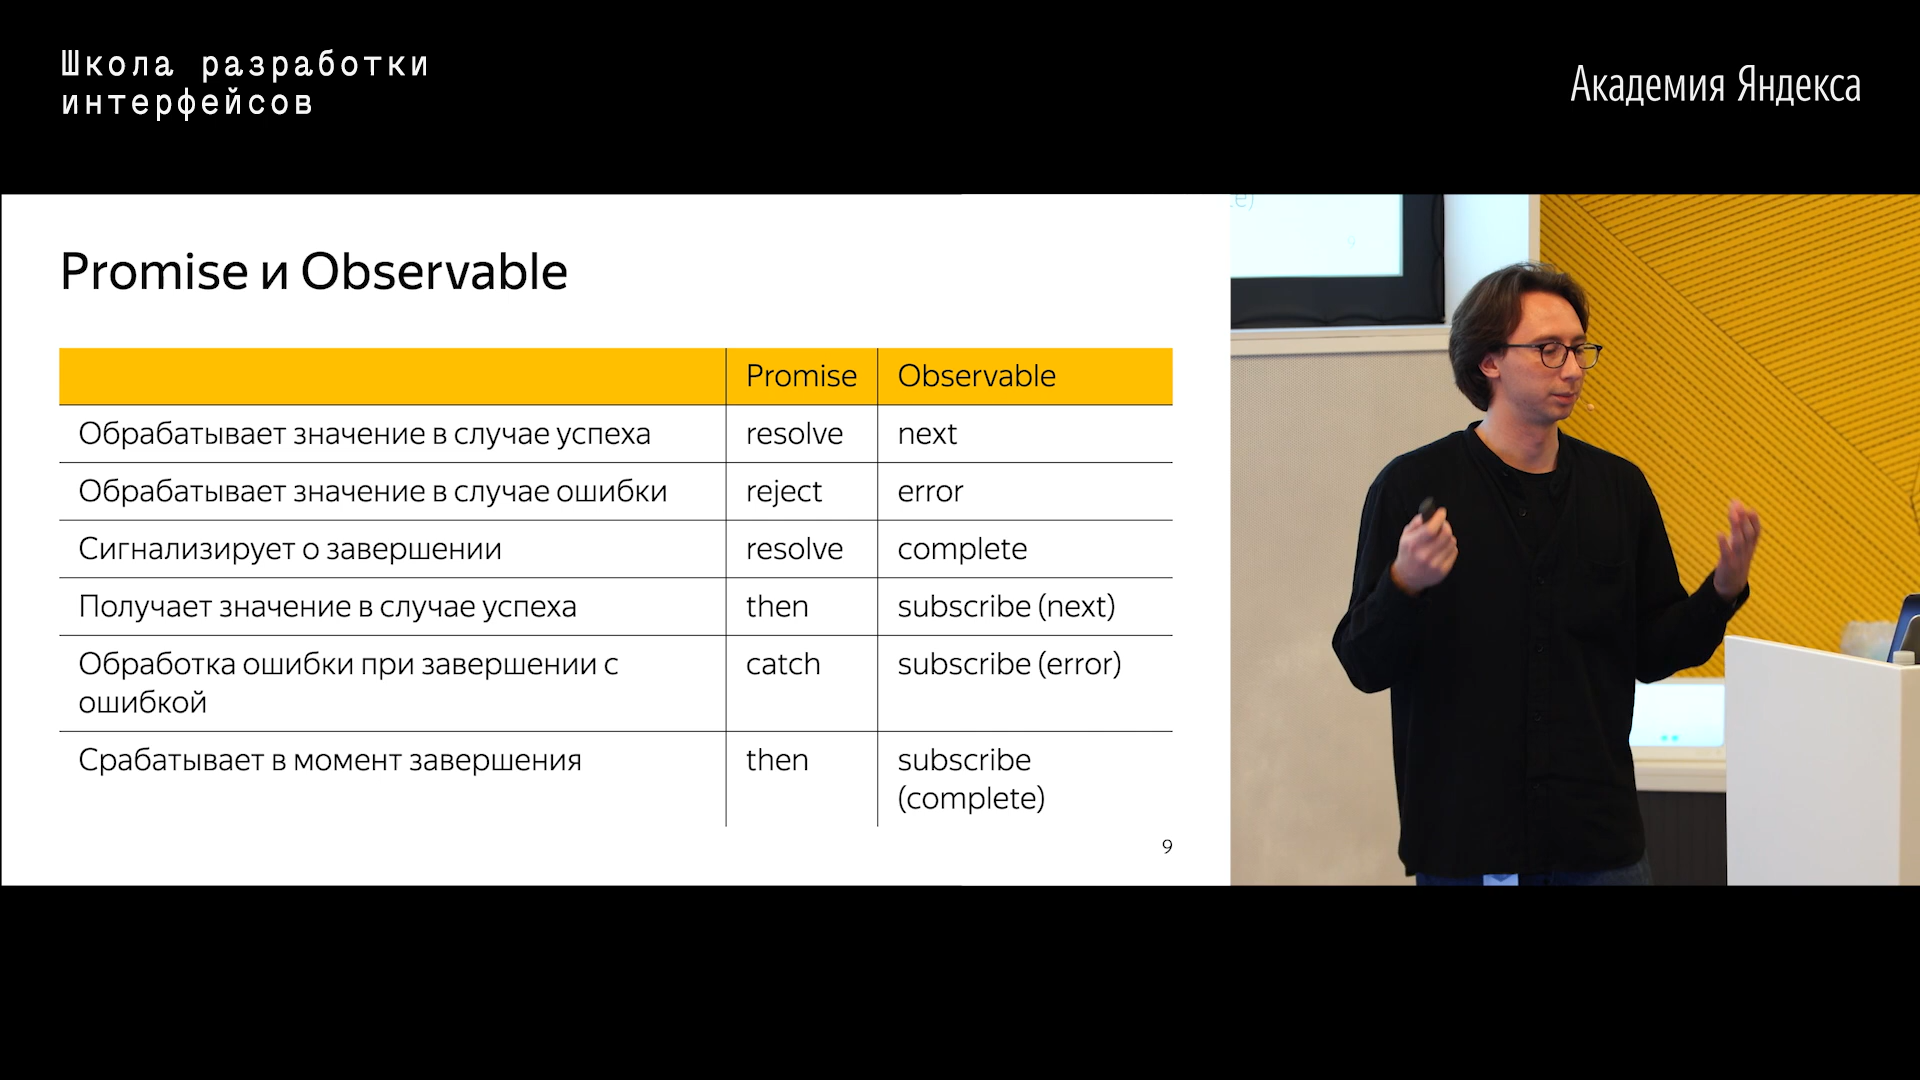 Школа разработки
интерфейсов
Академия Яндекса
Promise и Observable
Promise Observable
Обрабатывает значение в случае успеха resolve next
Обрабатывает значение в случае ошибки reject error
Сигнализирует о завершении resolve complete
Получает значение в случае успеха then subscribe (next)
Обработка ошибки при завершении с catch subscribe (error)
ошибкой
Срабатывает в момент завершения then subscribe
(complete)
9